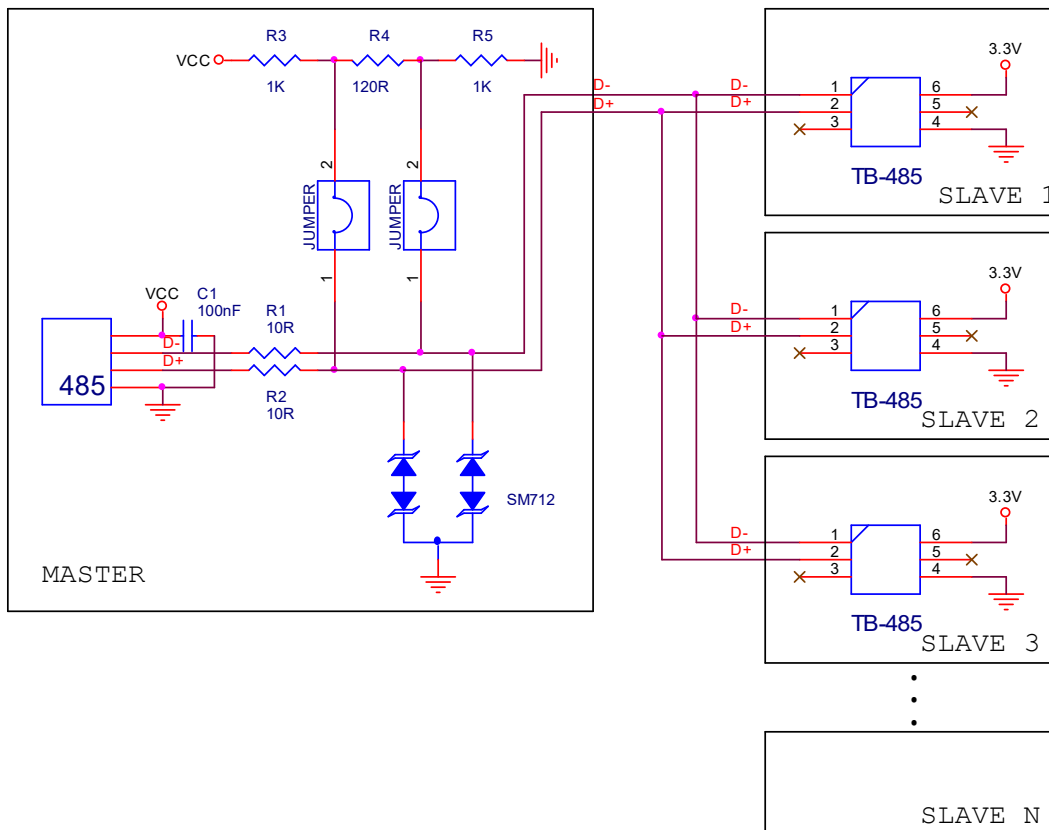 R3 R4 R5
VCC
1K 120R 1K
D-
D+
2 2
JUMPER JUMPER
1 1
VCC C1
100nF
R1
10R
D-
D+
485
R2
10R
SM712
MASTER
3.3V
D- 1 6
D+ 2 5
3 4
TB-485
SLAVE 1
3.3V
D- 1 6
D+ 2 5
3 4
TB-485
SLAVE 2
3.3V
D- 1 6
D+ 2 5
3 4
TB-485
SLAVE 3
SLAVE N